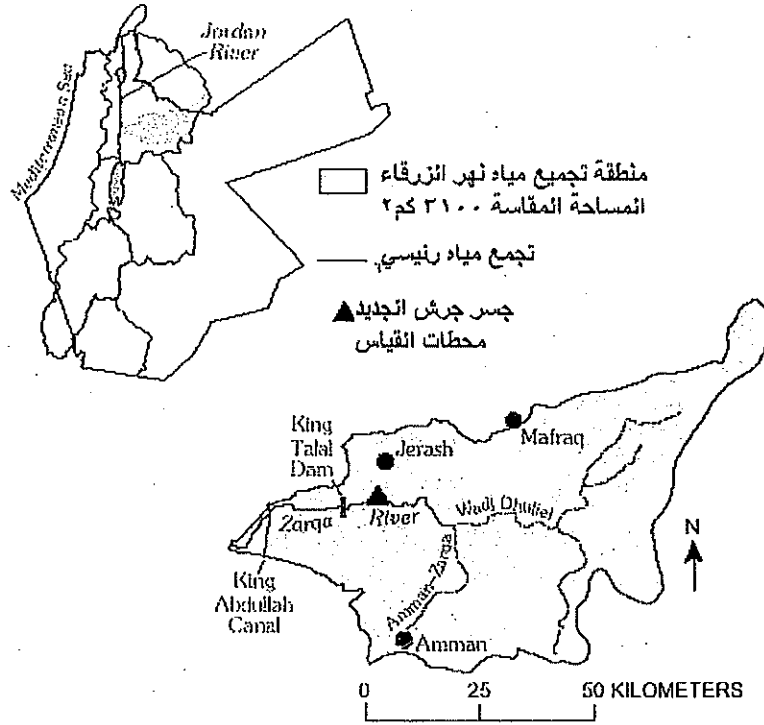 Jordan
River
Mediterranean Sea
منطقة تجميع مياه نهر الزرقاء
المساحة المقاسة ٣١٠٠ كم٢
تجمع مياه رئيسي
جسر جرش الجديد
محطات القياس
King
Talal
Dam
Jerash
Mafraq
Zarqa
River
Wadi Dhuliel
N
King
Abdullah
Canal
Amman-Zarqa
Amman
0 25 50 KILOMETERS